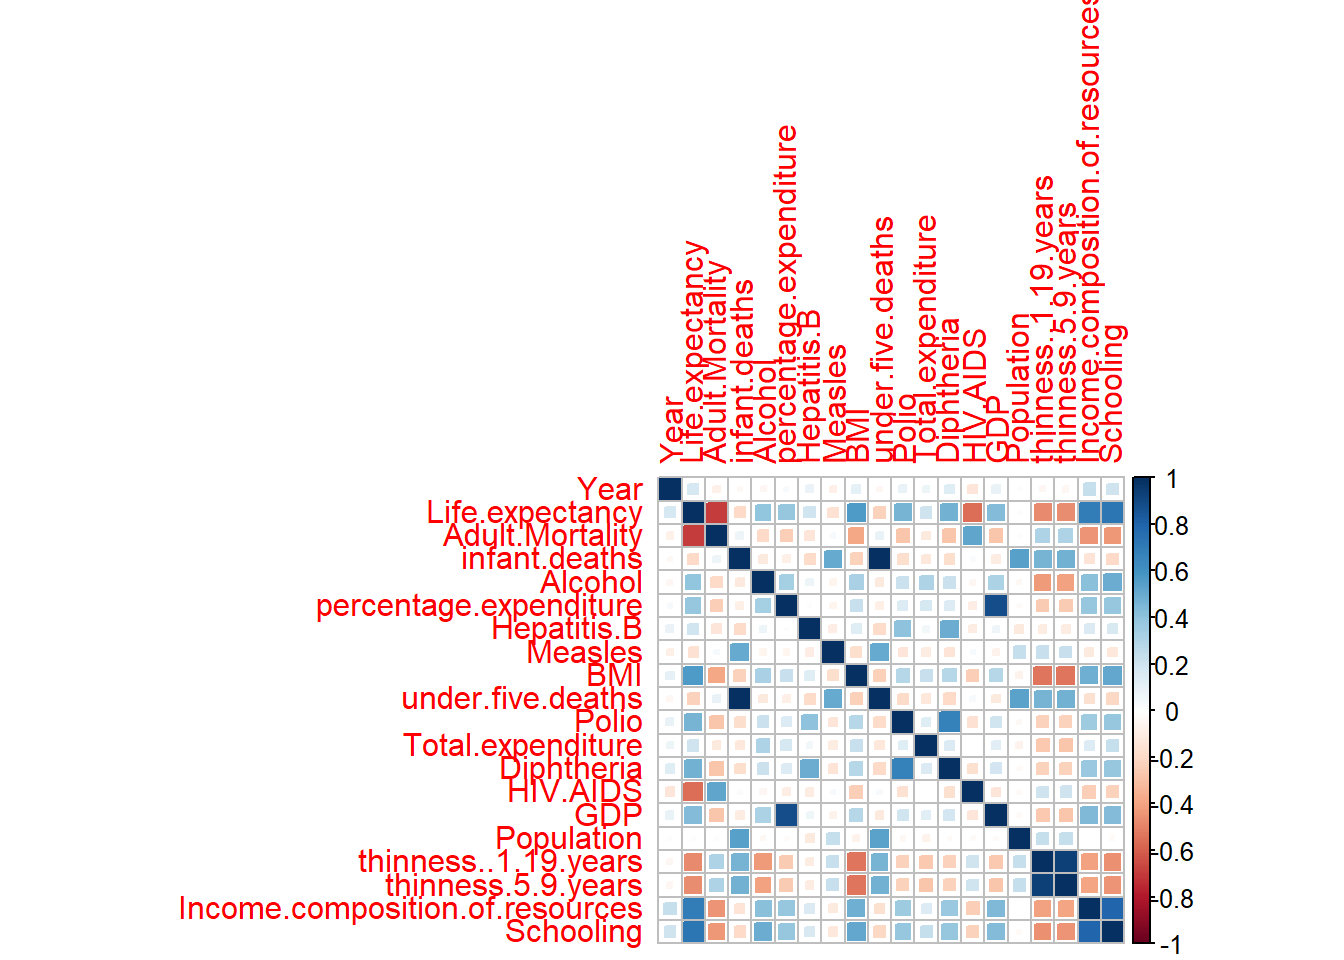 Year
Life.expectancy
Adult.Mortality
infant.deaths
Alcohol
percentage.expenditure
Hepatitis.B
Measles
BMI
under.five.deaths
Polio
Total.expenditure
Diphtheria
HIV.AIDS
GDP
Population
thinness..1.19.years
thinness.5.9.years
Income.composition.of.resources
Schooling
Year
Life.expectancy
Adult.Mortality
infant.deaths
Alcohol
percentage.expenditure
Hepatitis.B
Measles
BMI
under.five.deaths
Polio
Total.expenditure
Diphtheria
HIV.AIDS
GDP
Population
thinness..1.19.years
thinness.5.9.years
Income.composition.of.resources
Schooling
1
0.8
0.6
0.4
0.2
0
-0.2
-0.4
-0.6
-0.8
-1